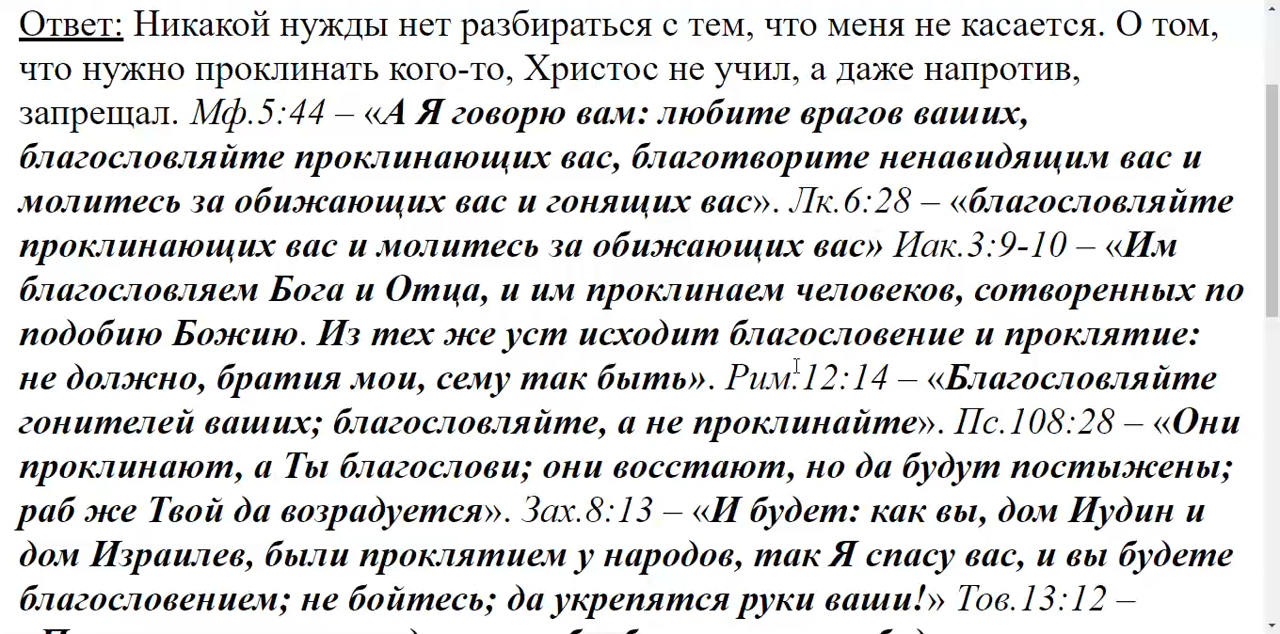 Ответ: Никакой нужды нет разбираться с тем, что меня не касается. О том,
что нужно проклинать кого-то, Христос не учил, а даже напротив,
запрещал. Мф.5:44 – «А Я говорю вам: любите врагов ваших,
благословляйте проклинающих вас, благотворите ненавидящим вас и
молитесь за обижающих вас и гонящих вас». Лк.6:28 – «благословляйте
проклинающих вас и молитесь за обижающих вас» Иак.3:9-10 – «Им
благословляем Бога и Отца, и им проклинаем человеков, сотворенных по
подобию Божию. Из тех же уст исходит благословение и проклятие:
не должно, братия мои, сему так быть». Рим.12:14 – «Благословляйте
гонителей ваших; благословляйте, а не проклинайте». Пс.108:28 – «Они
проклинают, а Ты благослови; они восстают, но да будут постыжены;
раб же Твой да возрадуется». Зах.8:13 – «И будет: как вы, дом Иудин и
дом Израилев, были проклятием у народов, так Я спасу вас, и вы будете
благословением; не бойтесь; да укрепятся руки ваши!» Тов.13:12 –